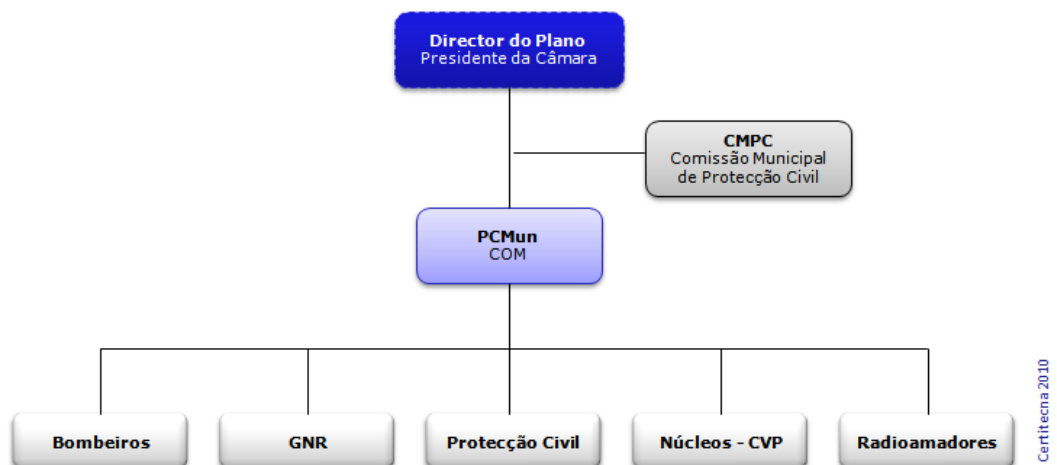 Director do Plano
Presidente da Câmara
CMPC
Comissão Municipal
de Protecção Civil
PCMun
COM
Bombeiros
GNR
Protecção Civil
Núcleos - CVP
Radioamadores
Certitecna 2010